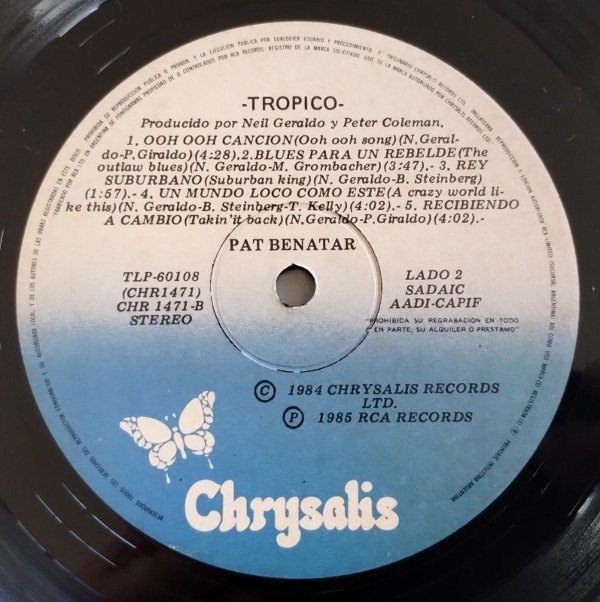 -TROPICO-
Producido por Neil Geraldo y Peter Coleman.
1. OOH OOH CANCION(Ooh ooh song)(N.Geral-
do-P.Giraldo)(4:28).-2.BLUES PARA UN REBELDE(The
outlaw blues)(N. Geraldo-M. Grombacher)(3:47).- 3. REY
SUBURBANO(Suburban king)(N.Geraldo-B. Steinberg)
(1:57).- 4. UN MUNDO LOCO COMO ESTE(A crazy world li-
ke this)(N. Geraldo-B. Steinberg-T. Kelly)(4:02).- 5. RECIBIENDO
A CAMBIO(Takin'it back)(N.Geraldo-P.Giraldo)(4:02).-
PAT BENATAR
TLP-60108
(CHR1471)
CHR 1471-B
STEREO
LADO 2
SADAIC
AADI-CAPIF
"PROHIBIDA SU REGRABACION EN TODO
O EN PARTE, SU ALQUILER O PRESTAMO"
© 1984 CHRYSALIS RECORDS
LTD.
Ⓟ 1985 RCA RECORDS
Chrysalis